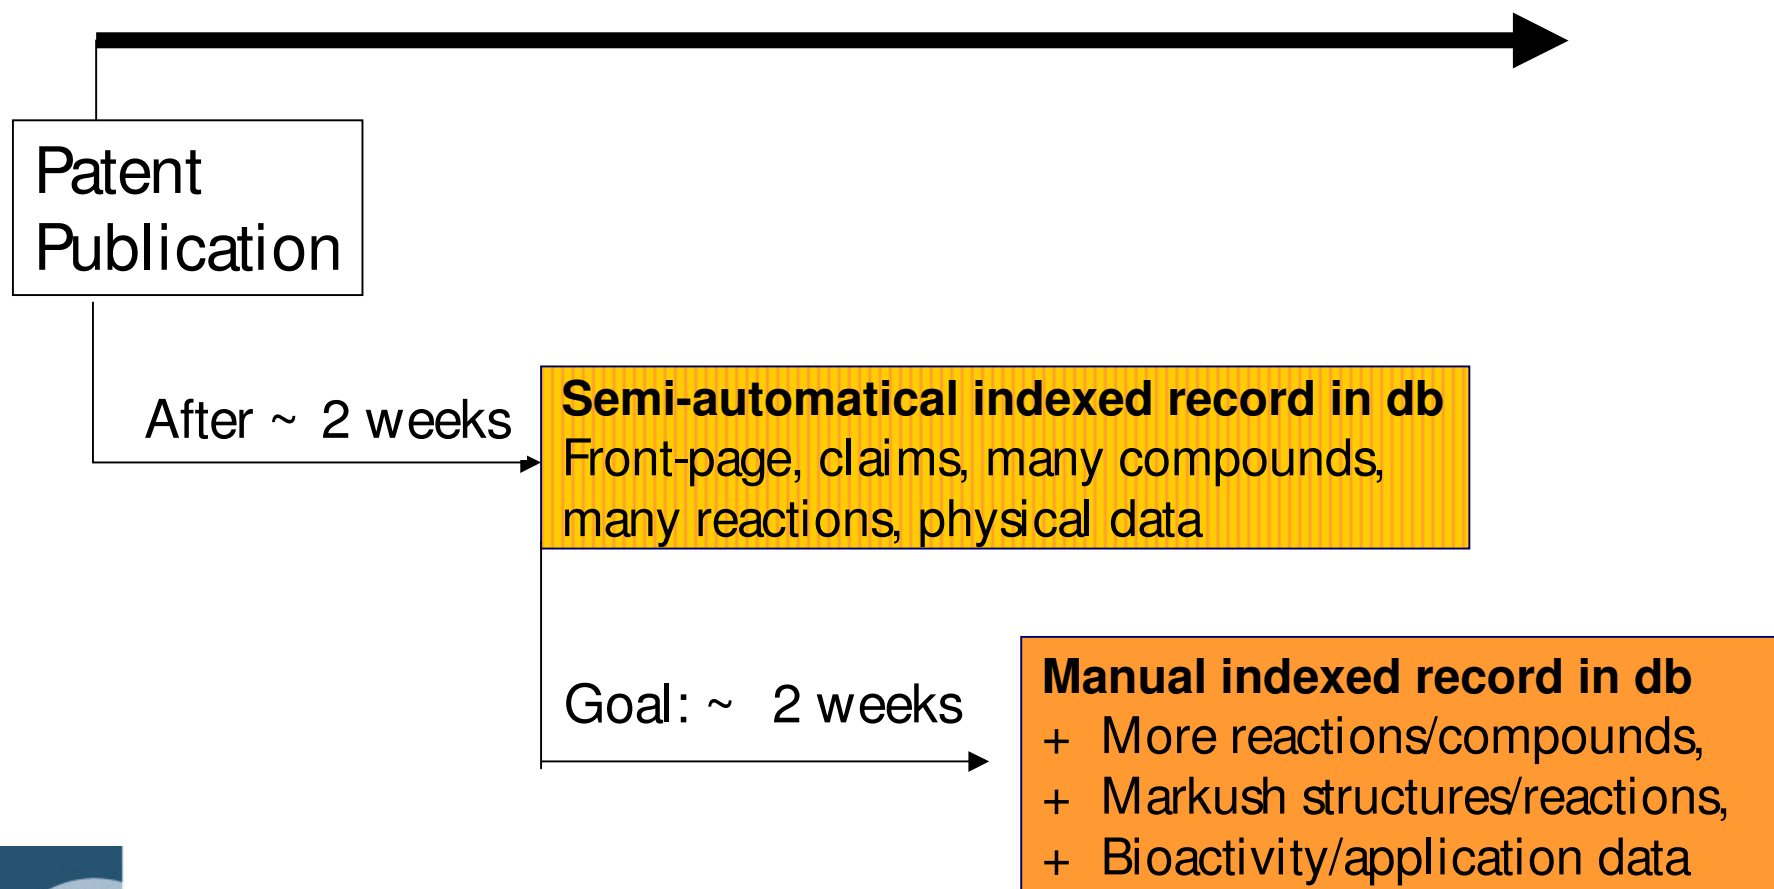 Patent
Publication
After ~ 2 weeks
Semi-automatical indexed record in db
Front-page, claims, many compounds,
many reactions, physical data
Goal: ~ 2 weeks
Manual indexed record in db
+ More reactions/compounds,
+ Markush structures/reactions,
+ Bioactivity/application data